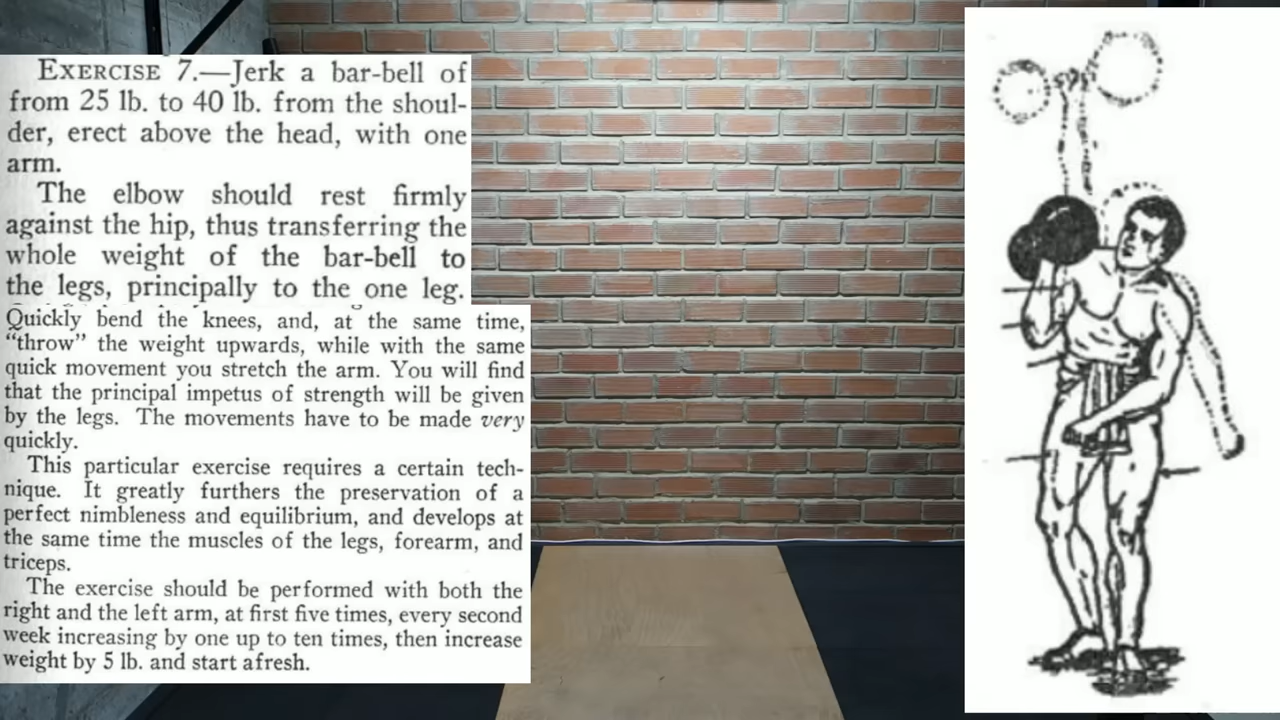 EXERCISE 7.—Jerk a bar-bell of
from 25 lb. to 40 lb. from the shoul-
der, erect above the head, with one
arm.
The elbow should rest firmly
against the hip, thus transferring the
whole weight of the bar-bell to
the legs, principally to the one leg.
Quickly bend the knees, and, at the same time,
"throw" the weight upwards, while with the same
quick movement you stretch the arm. You will find
that the principal impetus of strength will be given
by the legs. The movements have to be made very
quickly.
This particular exercise requires a certain tech-
nique. It greatly furthers the preservation of a
perfect nimbleness and equilibrium, and develops at
the same time the muscles of the legs, forearm, and
triceps.
The exercise should be performed with both the
right and the left arm, at first five times, every second
week increasing by one up to ten times, then increase
weight by 5 lb. and start afresh.